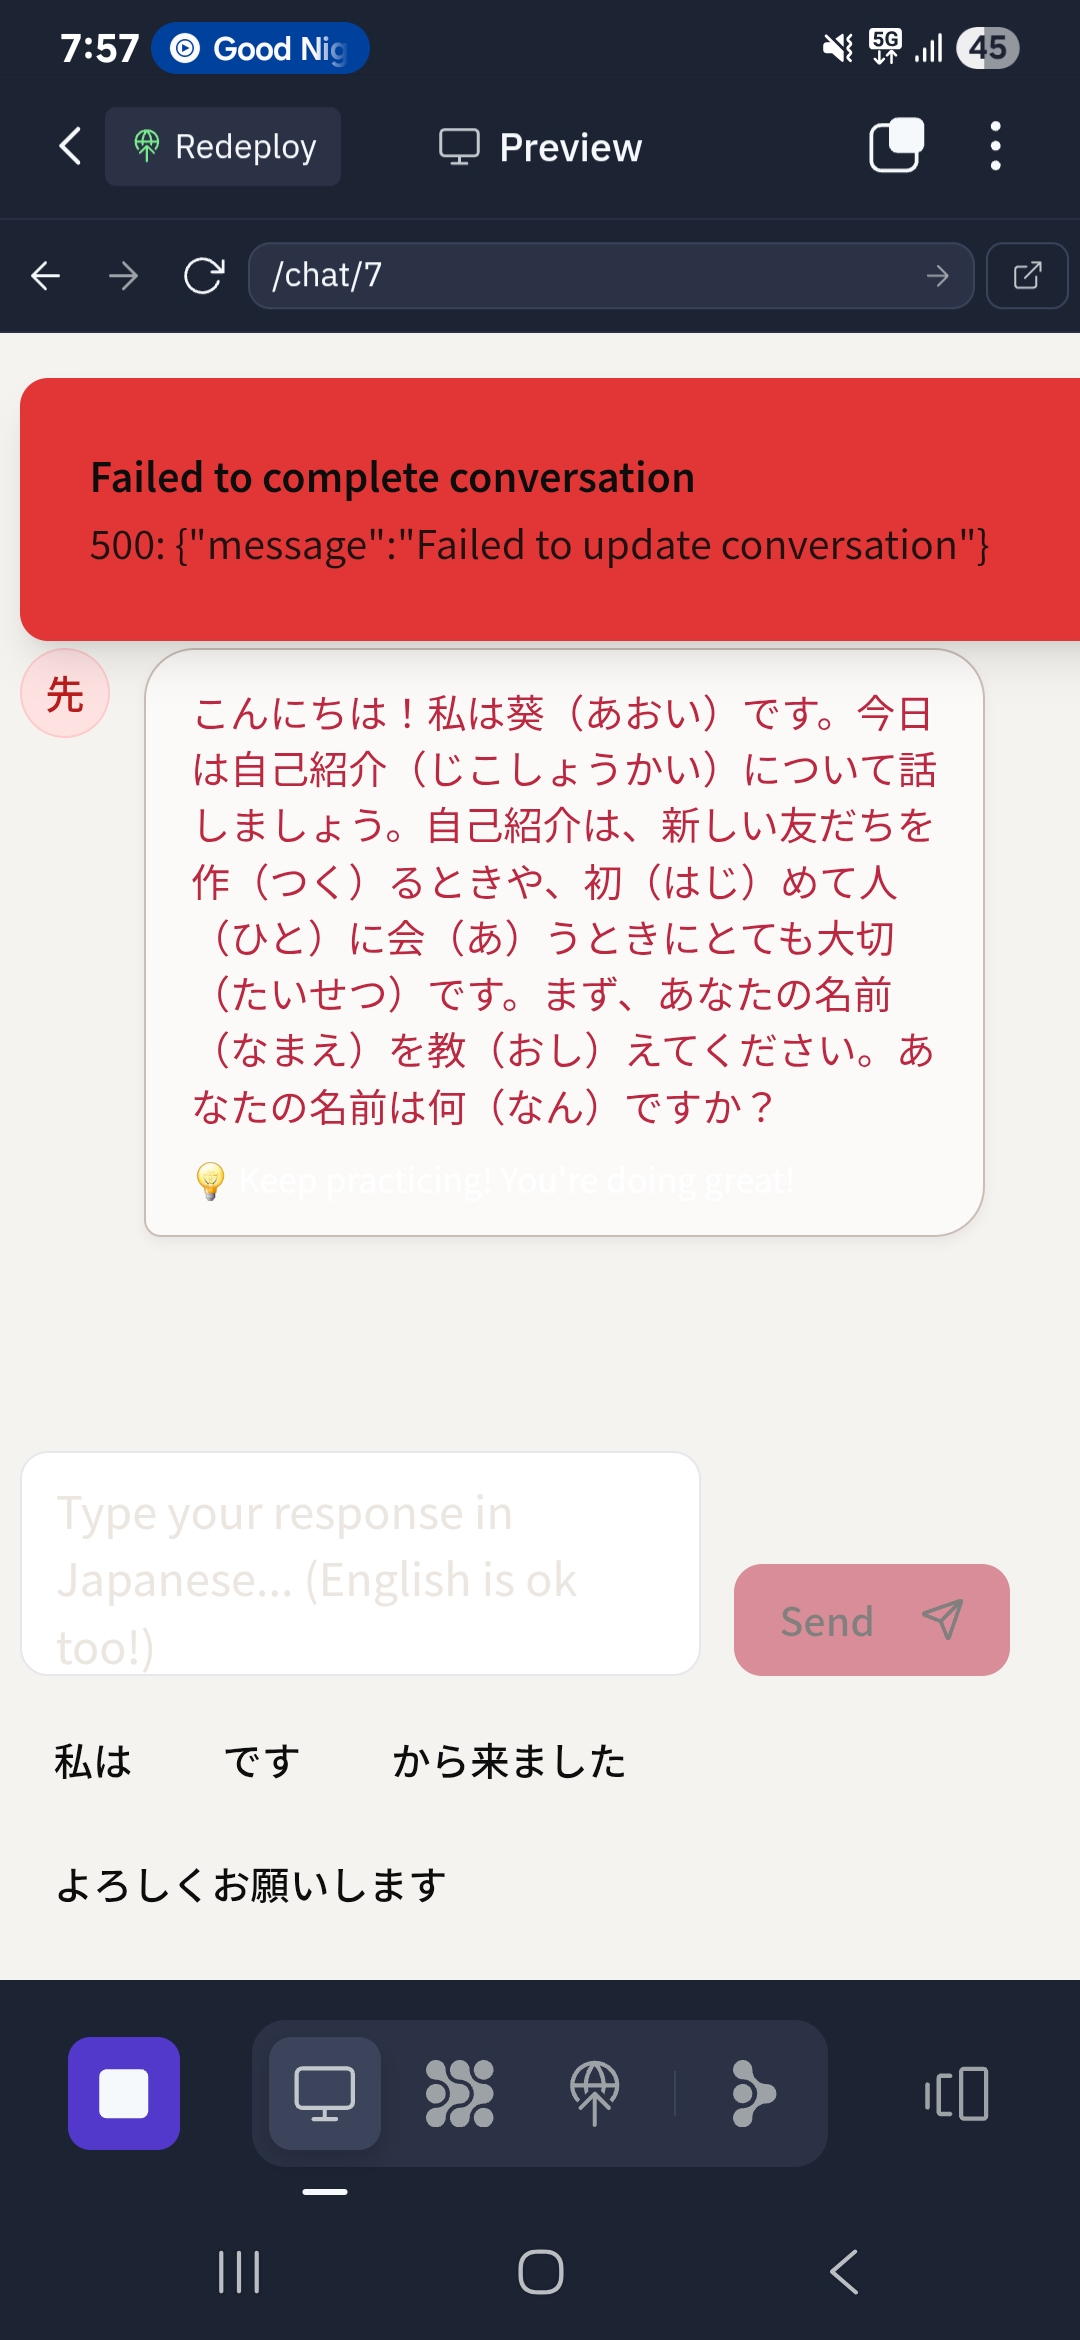 7:57
Good Nig
5G
45
Redeploy
Preview
/chat/7
Failed to complete conversation
500: {"message":"Failed to update conversation"}
先
こんにちは！私は葵（あおい）です。今日
は自己紹介（じこしょうかい）について話
しましょう。自己紹介は、新しい友だちを
作（つく）るときや、初（はじ）めて人
（ひと）に会（あ）うときにとても大切
（たいせつ）です。まず、あなたの名前
（なまえ）を教（おし）えてください。あ
なたの名前は何（なん）ですか？
💡 Keep practicing! You're doing great!
Type your response in
Japanese... (English is ok
too!)
Send
私は です から来ました
よろしくお願いします